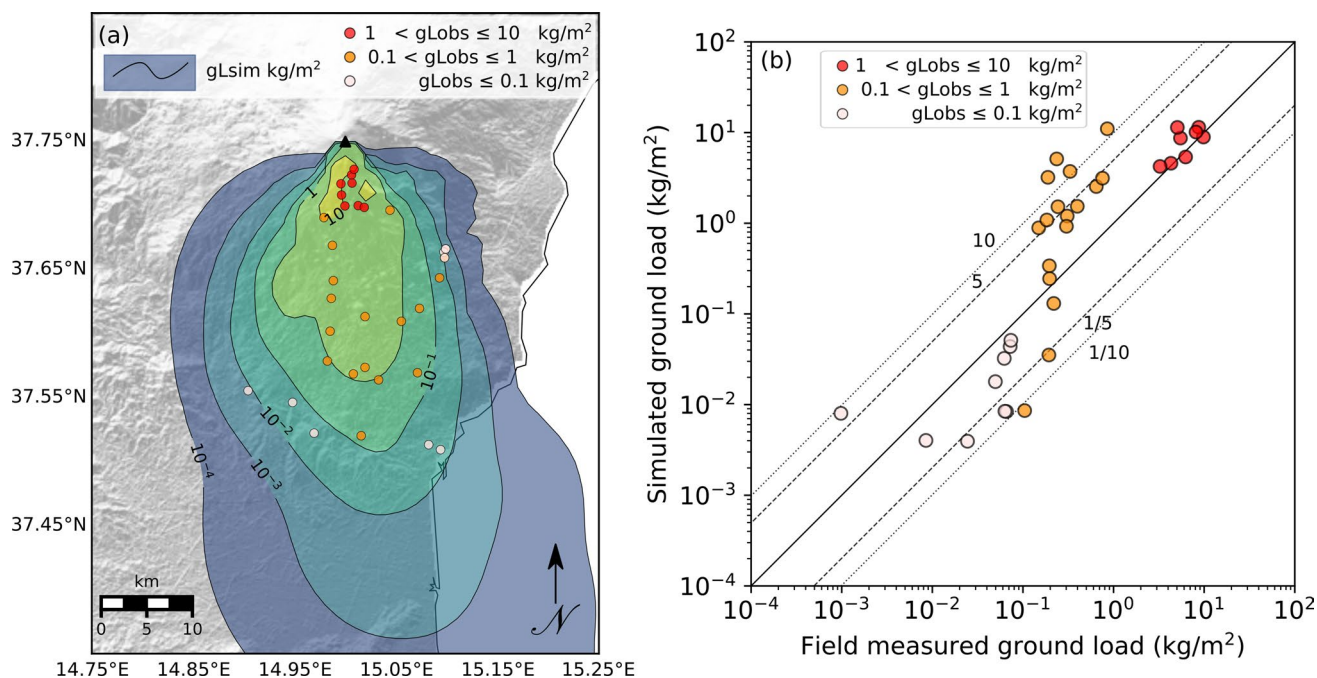 (a)
1 < gLobs ≤ 10 kg/m²
0.1 < gLobs ≤ 1 kg/m²
gLobs ≤ 0.1 kg/m²
gLsim kg/m²
37.75°N
37.65°N
37.55°N
37.45°N
1
10
10⁻¹
10⁻²
10⁻³
10⁻⁴
km
0 5 10
N
14.75°E 14.85°E 14.95°E 15.05°E 15.15°E 15.25°E
(b)
1 < gLobs ≤ 10 kg/m²
0.1 < gLobs ≤ 1 kg/m²
gLobs ≤ 0.1 kg/m²
Simulated ground load (kg/m²)
10²
10¹
10⁰
10⁻¹
10⁻²
10⁻³
10⁻⁴
10
5
1/5
1/10
10⁻⁴ 10⁻³ 10⁻² 10⁻¹ 10⁰ 10¹ 10²
Field measured ground load (kg/m²)